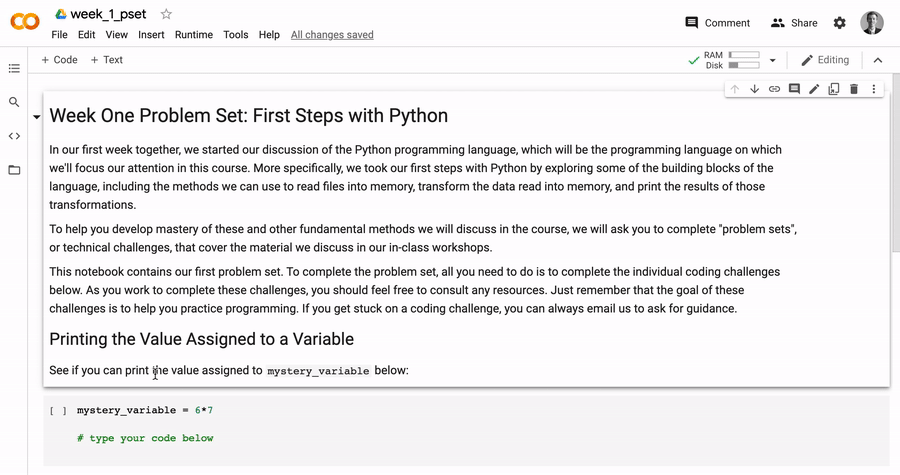 week_1_pset
File Edit View Insert Runtime Tools Help All changes saved
Comment Share
+ Code + Text
RAM
Disk
Editing
Week One Problem Set: First Steps with Python
In our first week together, we started our discussion of the Python programming language, which will be the programming language on which
we'll focus our attention in this course. More specifically, we took our first steps with Python by exploring some of the building blocks of the
language, including the methods we can use to read files into memory, transform the data read into memory, and print the results of those
transformations.
To help you develop mastery of these and other fundamental methods we will discuss in the course, we will ask you to complete "problem sets",
or technical challenges, that cover the material we discuss in our in-class workshops.
This notebook contains our first problem set. To complete the problem set, all you need to do is to complete the individual coding challenges
below. As you work to complete these challenges, you should feel free to consult any resources. Just remember that the goal of these
challenges is to help you practice programming. If you get stuck on a coding challenge, you can always email us to ask for guidance.
Printing the Value Assigned to a Variable
See if you can print the value assigned to mystery_variable below:
[ ] mystery_variable = 6*7
# type your code below